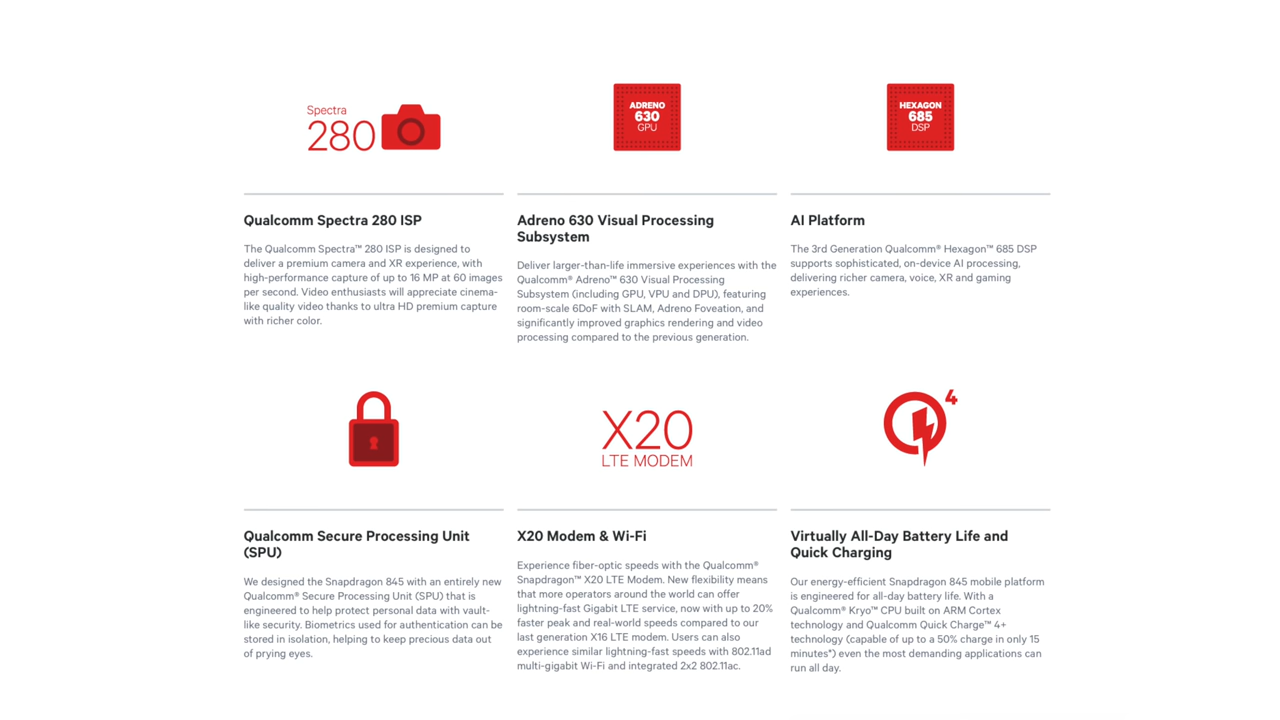 Spectra
280
ADRENO
630
GPU
HEXAGON
685
DSP
Qualcomm Spectra 280 ISP
The Qualcomm Spectra™ 280 ISP is designed to
deliver a premium camera and XR experience, with
high-performance capture of up to 16 MP at 60 images
per second. Video enthusiasts will appreciate cinema-
like quality video thanks to ultra HD premium capture
with richer color.
Adreno 630 Visual Processing
Subsystem
Deliver larger-than-life immersive experiences with the
Qualcomm® Adreno™ 630 Visual Processing
Subsystem (including GPU, VPU and DPU), featuring
room-scale 6DoF with SLAM, Adreno Foveation, and
significantly improved graphics rendering and video
processing compared to the previous generation.
AI Platform
The 3rd Generation Qualcomm® Hexagon™ 685 DSP
supports sophisticated, on-device AI processing,
delivering richer camera, voice, XR and gaming
experiences.
X20
LTE MODEM
4
Qualcomm Secure Processing Unit
(SPU)
We designed the Snapdragon 845 with an entirely new
Qualcomm® Secure Processing Unit (SPU) that is
engineered to help protect personal data with vault-
like security. Biometrics used for authentication can be
stored in isolation, helping to keep precious data out
of prying eyes.
X20 Modem & Wi-Fi
Experience fiber-optic speeds with the Qualcomm®
Snapdragon™ X20 LTE Modem. New flexibility means
that more operators around the world can offer
lightning-fast Gigabit LTE service, now with up to 20%
faster peak and real-world speeds compared to our
last generation X16 LTE modem. Users can also
experience similar lightning-fast speeds with 802.11ad
multi-gigabit Wi-Fi and integrated 2x2 802.11ac.
Virtually All-Day Battery Life and
Quick Charging
Our energy-efficient Snapdragon 845 mobile platform
is engineered for all-day battery life. With a
Qualcomm® Kryo™ CPU built on ARM Cortex
technology and Qualcomm Quick Charge™ 4+
technology (capable of up to a 50% charge in only 15
minutes*) even the most demanding applications can
run all day.